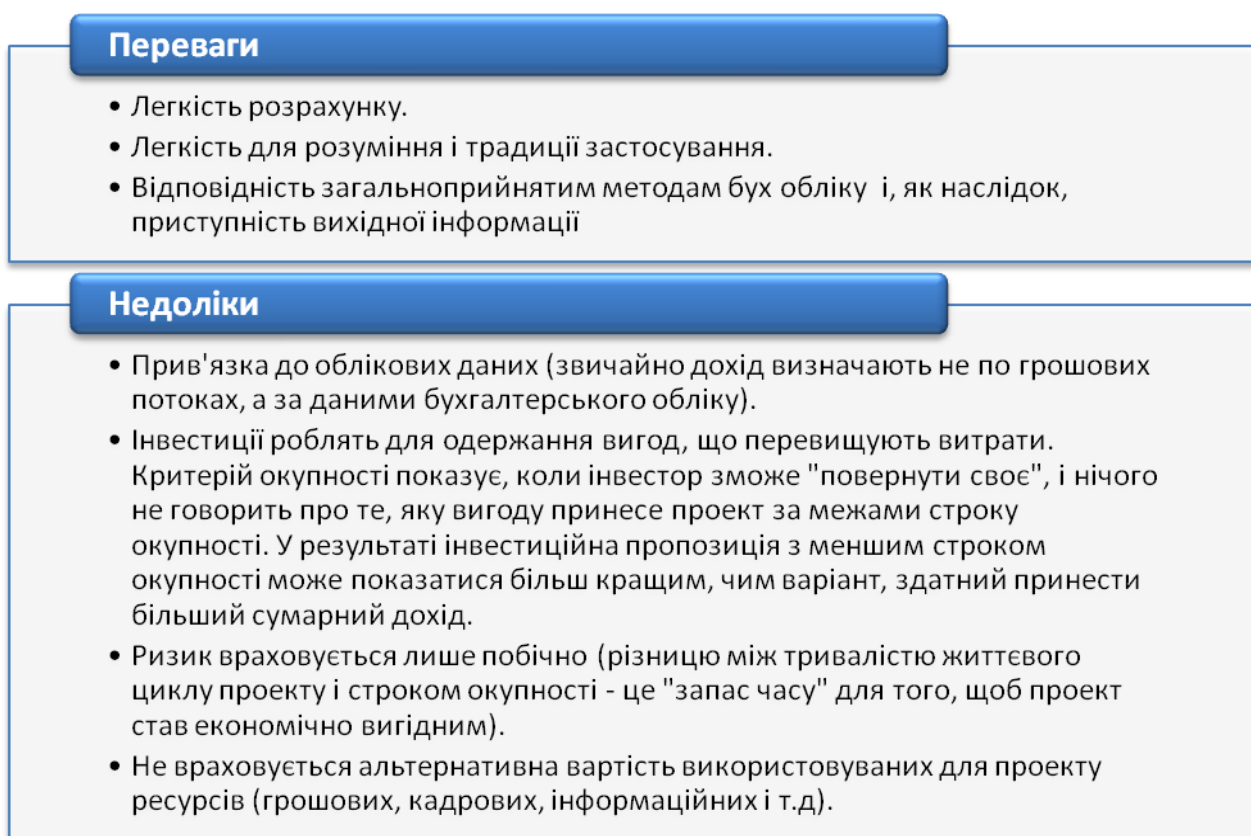 Переваги
• Легкість розрахунку.
• Легкість для розуміння і традиції застосування.
• Відповідність загальноприйнятим методам бух обліку  і, як наслідок,
приступність вихідної інформації
Недоліки
• Прив'язка до облікових даних (звичайно дохід визначають не по грошових
потоках, а за даними бухгалтерського обліку).
• Інвестиції роблять для одержання вигод, що перевищують витрати.
Критерій окупності показує, коли інвестор зможе "повернути своє", і нічого
не говорить про те, яку вигоду принесе проект за межами строку
окупності. У результаті інвестиційна пропозиція з меншим строком
окупності може показатися більш кращим, чим варіант, здатний принести
більший сумарний дохід.
• Ризик враховується лише побічно (різницю між тривалістю життєвого
циклу проекту і строком окупності - це "запас часу" для того, щоб проект
став економічно вигідним).
• Не враховується альтернативна вартість використовуваних для проекту
ресурсів (грошових, кадрових, інформаційних і т.д).